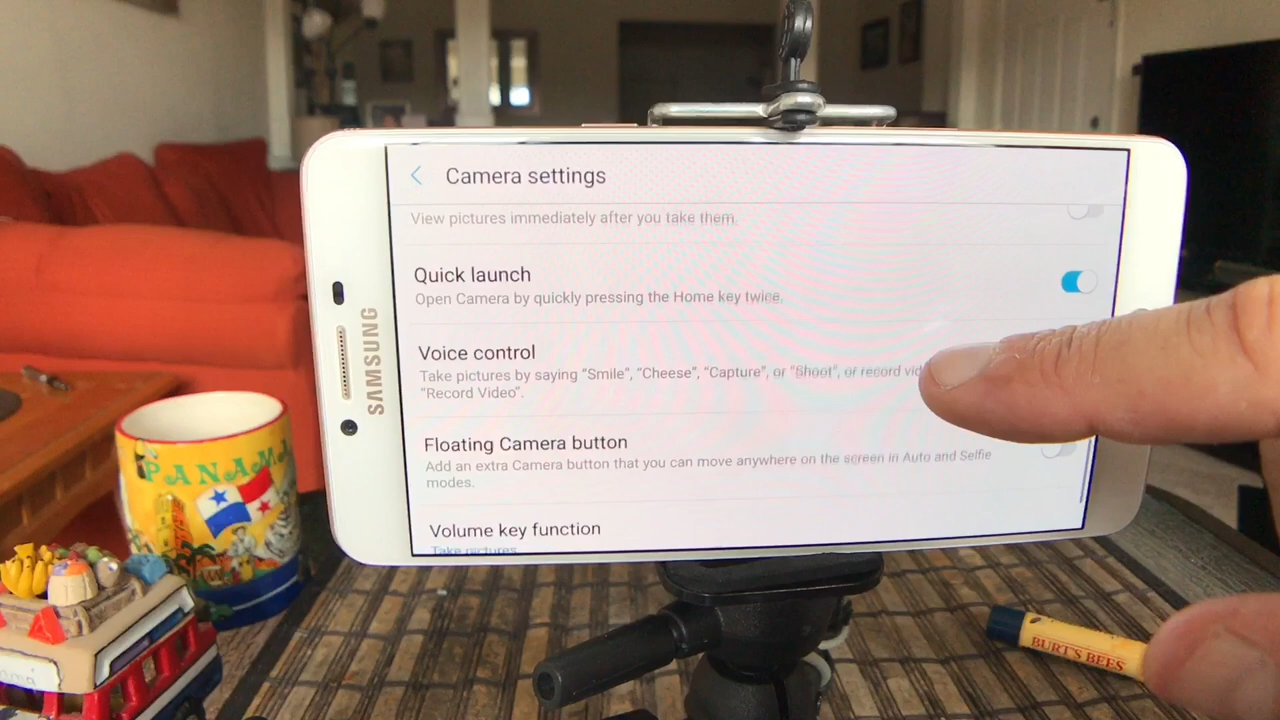 Camera settings
View pictures immediately after you take them.
Quick launch
Open Camera by quickly pressing the Home key twice.
Voice control
Take pictures by saying “Smile”, “Cheese”, “Capture”, or “Shoot”, or record
“Record Video”.
Floating Camera button
Add an extra Camera button that you can move anywhere on the screen in Auto and Selfie
modes.
Volume key function
Take pictures
SAMSUNG
PANAMA
BURT'S BEES